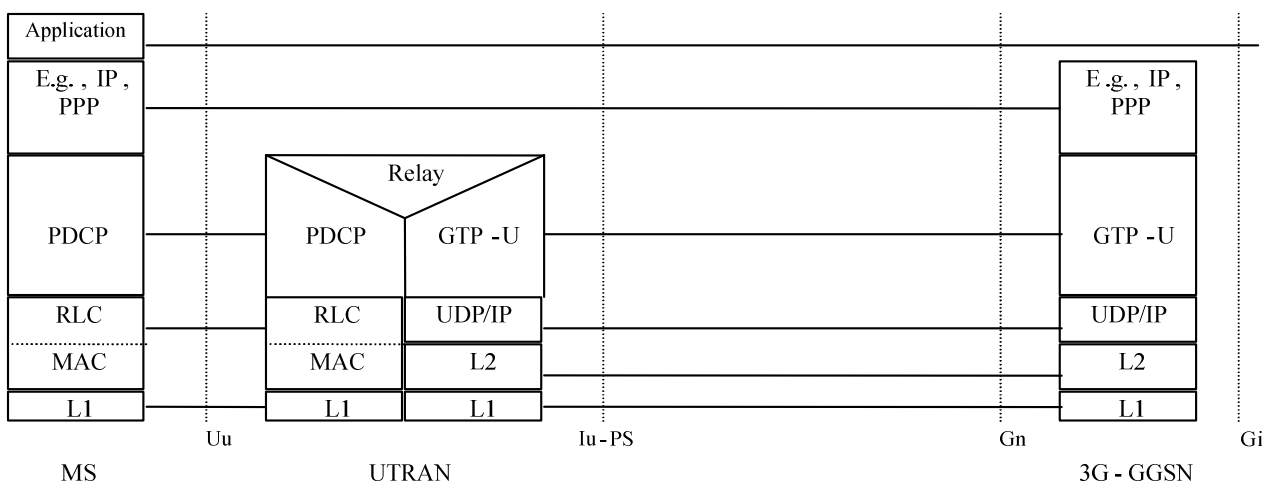 Application
E.g. , IP ,
PPP
E.g. , IP ,
PPP
Relay
PDCP
PDCP
GTP - U
GTP - U
RLC
RLC
UDP/IP
UDP/IP
MAC
MAC
L2
L2
L1
L1
L1
L1
Uu
Iu - PS
Gn
Gi
MS
UTRAN
3G - GGSN